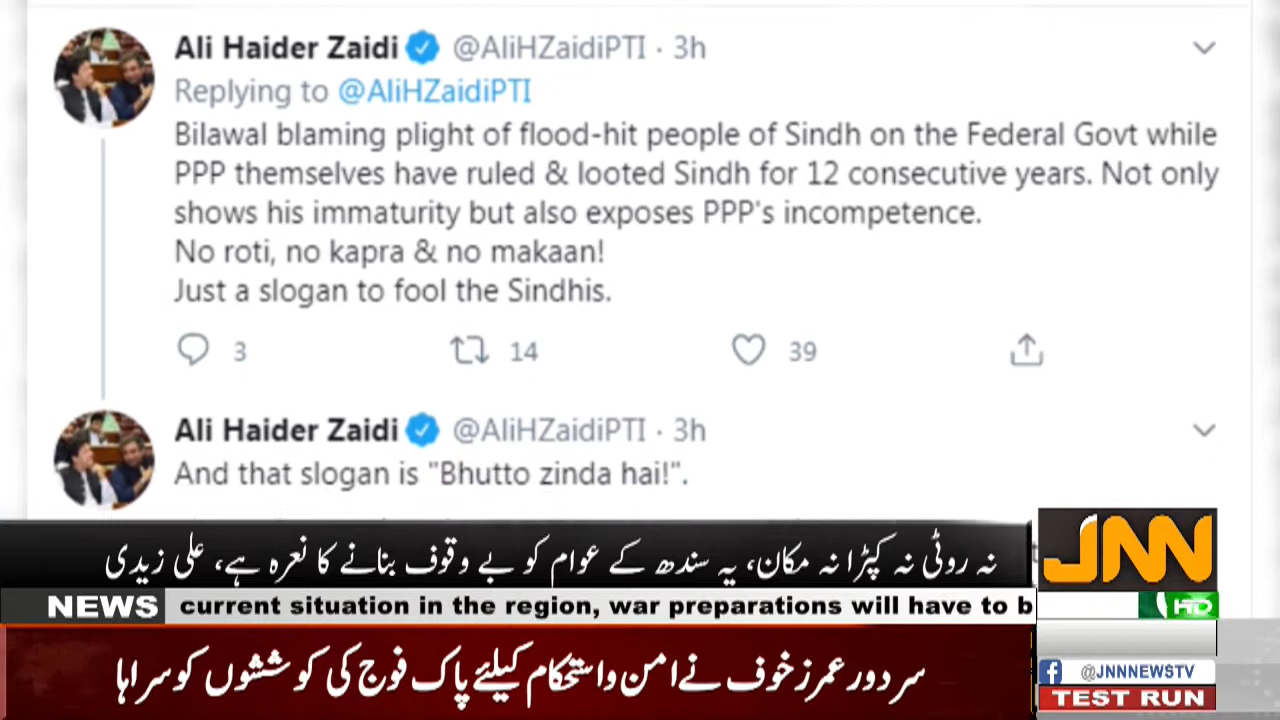 Ali Haider Zaidi @AliHZaidiPTI · 3h
Replying to @AliHZaidiPTI
Bilawal blaming plight of flood-hit people of Sindh on the Federal Govt while
PPP themselves have ruled & looted Sindh for 12 consecutive years. Not only
shows his immaturity but also exposes PPP's incompetence.
No roti, no kapra & no makaan!
Just a slogan to fool the Sindhis.
3 14 39
Ali Haider Zaidi @AliHZaidiPTI · 3h
And that slogan is "Bhutto zinda hai!".
نہ روٹی نہ کپڑا نہ مکان، یہ سندھ کے عوام کو بے وقوف بنانے کا نعرہ ہے، علی زیدی
JNN
HD
NEWS current situation in the region, war preparations will have to b
سردور عمرزخوف نے امن واستحکام کیلئے پاک فوج کی کوششوں کو سراہا
@JNNNEWSTV
TEST RUN